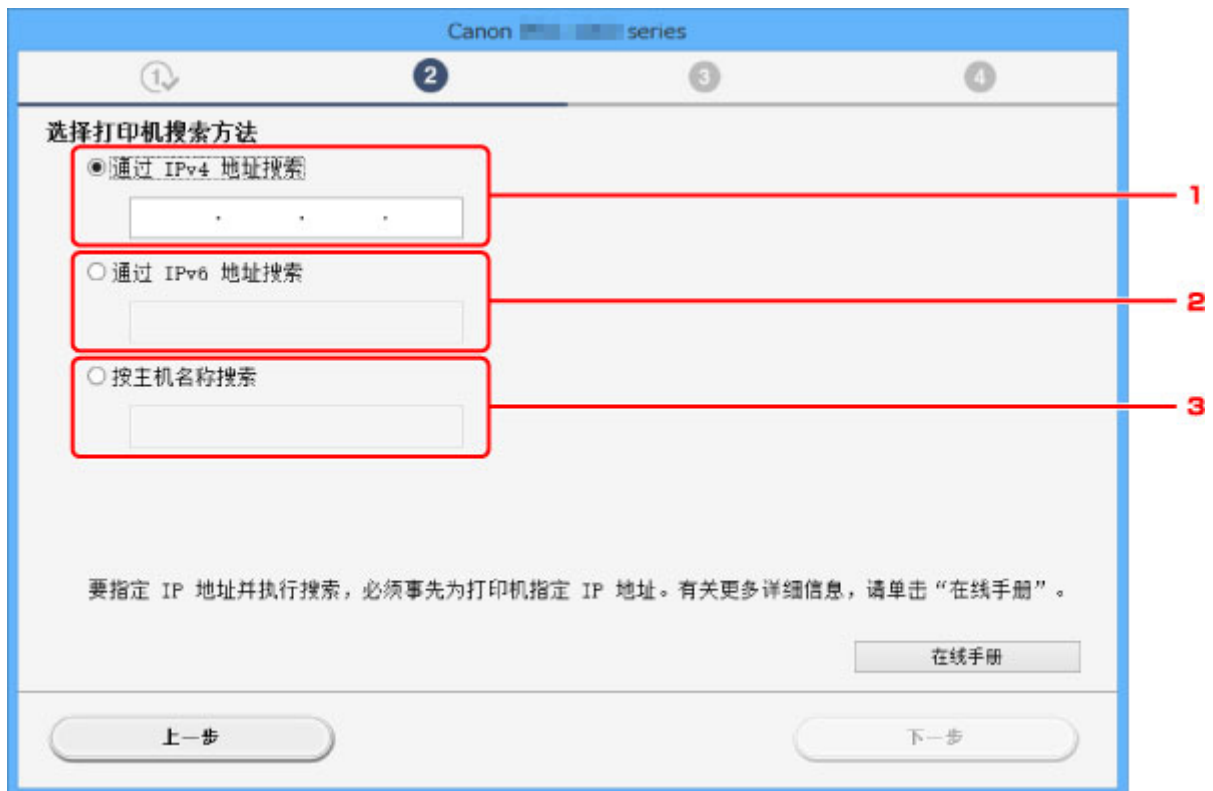 Canon series
1 2 3 4
选择打印机搜索方法
通过 IPv4 地址搜索
. . .
1
通过 IPv6 地址搜索
2
按主机名称搜索
3
要指定 IP 地址并执行搜索，必须事先为打印机指定 IP 地址。有关更多详细信息，请单击“在线手册”。
在线手册
上一步 下一步